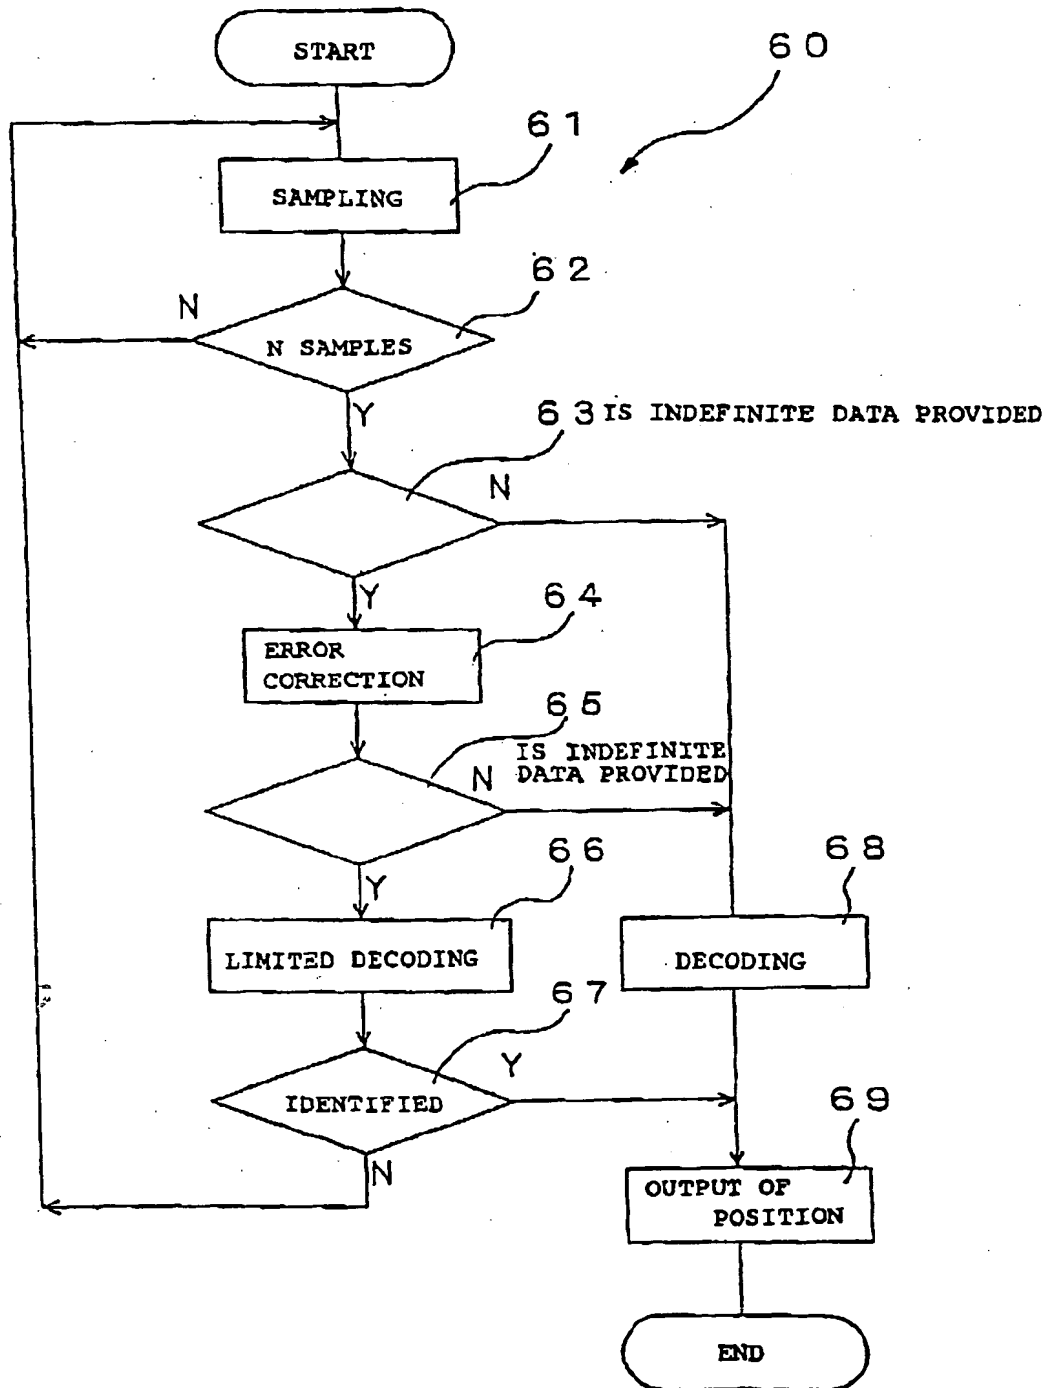 START
60
61
SAMPLING
62
N
N SAMPLES
Y
63 IS INDEFINITE DATA PROVIDED
N
Y
64
ERROR
CORRECTION
65
IS INDEFINITE
DATA PROVIDED
N
Y
66
68
LIMITED DECODING
DECODING
67
Y
IDENTIFIED
69
N
OUTPUT OF
POSITION
END